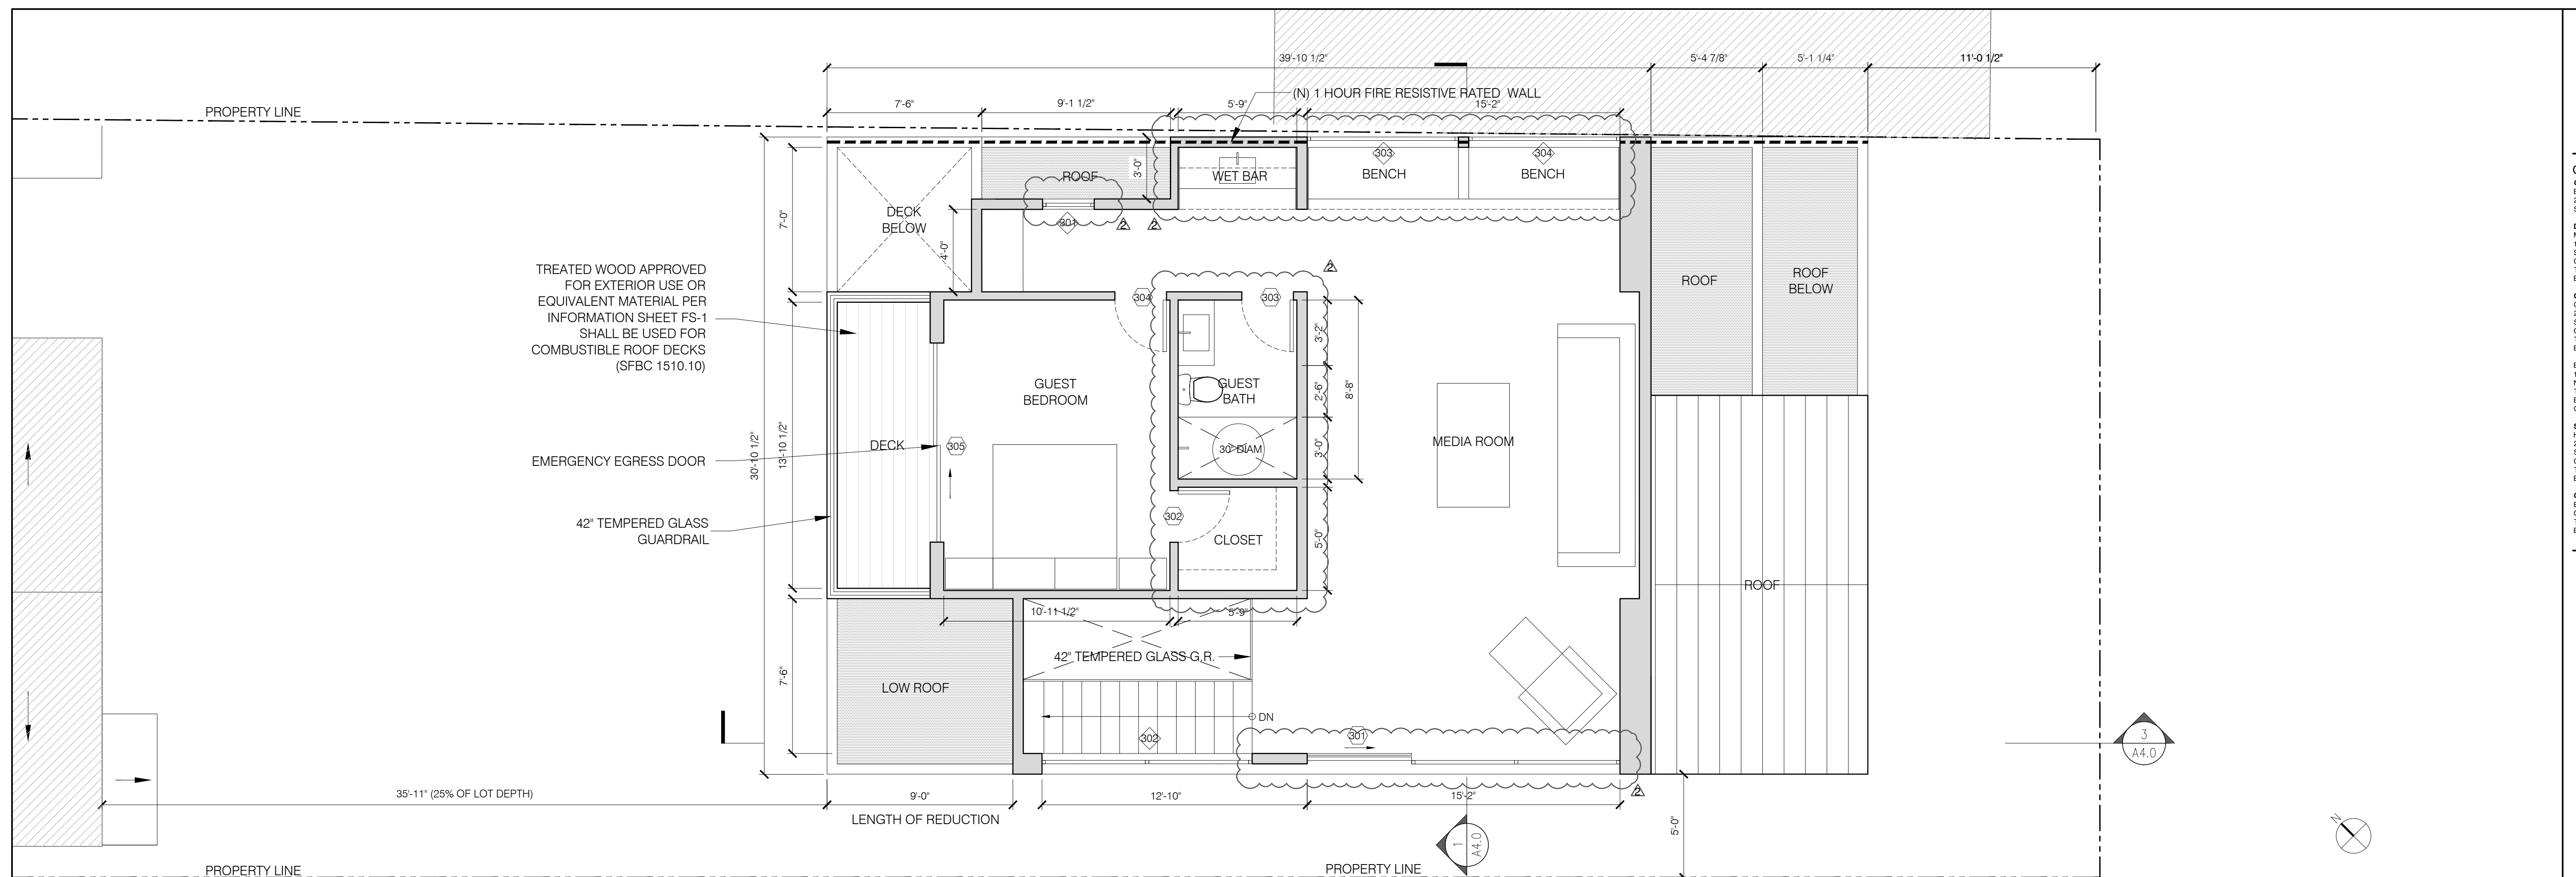 39'-10 1/2"
5'-4 7/8"
5'-1 1/4"
11'-0 1/2"
PROPERTY LINE
7'-6"
9'-1 1/2"
5'-9"
(N) 1 HOUR FIRE RESISTIVE RATED WALL
15'-2"
3'-0"
ROOF
WET BAR
303
BENCH
304
BENCH
7'-0"
DECK
BELOW
301
2
2
4'-0"
TREATED WOOD APPROVED
FOR EXTERIOR USE OR
EQUIVALENT MATERIAL PER
INFORMATION SHEET FS-1
SHALL BE USED FOR
COMBUSTIBLE ROOF DECKS
(SFBC 1510.10)
2
ROOF
ROOF
BELOW
304
303
3'-2"
GUEST
BEDROOM
GUEST
BATH
2'-6"
8'-8"
MEDIA ROOM
30'-10 1/2"
13'-10 1/2"
DECK
305
30" DIAM
3'-0"
EMERGENCY EGRESS DOOR
42" TEMPERED GLASS
GUARDRAIL
302
CLOSET
5'-0"
ROOF
10'-11 1/2"
5'-9"
7'-6"
42" TEMPERED GLASS G.R.
LOW ROOF
DN
302
301
2
3
A4.0
35'-11" (25% OF LOT DEPTH)
9'-0"
12'-10"
15'-2"
LENGTH OF REDUCTION
5'-0"
1
A4.0
N
PROPERTY LINE
PROPERTY LINE